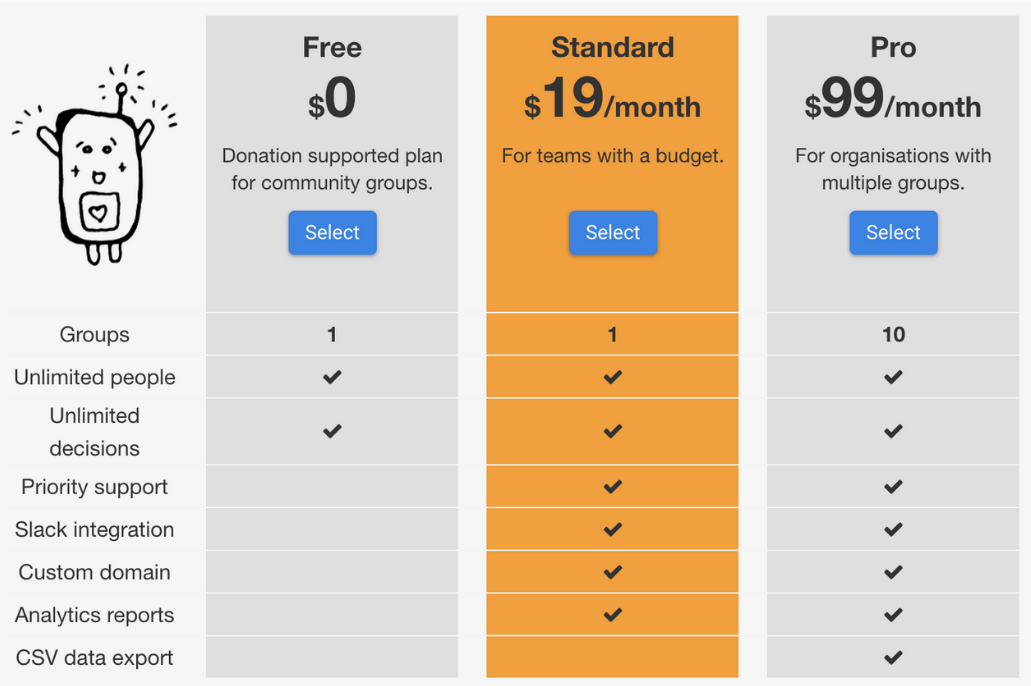 Free
$0
Donation supported plan
for community groups.
Select
Standard
$19/month
For teams with a budget.
Select
Pro
$99/month
For organisations with
multiple groups.
Select
Groups 1 1 10
Unlimited people ✔ ✔ ✔
Unlimited
decisions ✔ ✔ ✔
Priority support ✔ ✔
Slack integration ✔ ✔
Custom domain ✔ ✔
Analytics reports ✔ ✔
CSV data export ✔